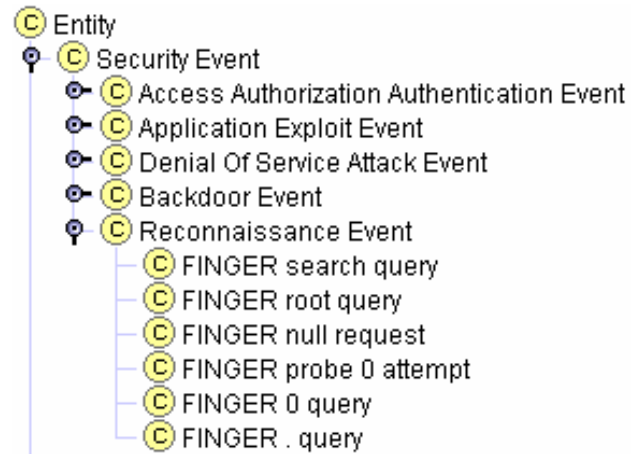 C Entity
C Security Event
C Access Authorization Authentication Event
C Application Exploit Event
C Denial Of Service Attack Event
C Backdoor Event
C Reconnaissance Event
C FINGER search query
C FINGER root query
C FINGER null request
C FINGER probe 0 attempt
C FINGER 0 query
C FINGER . query